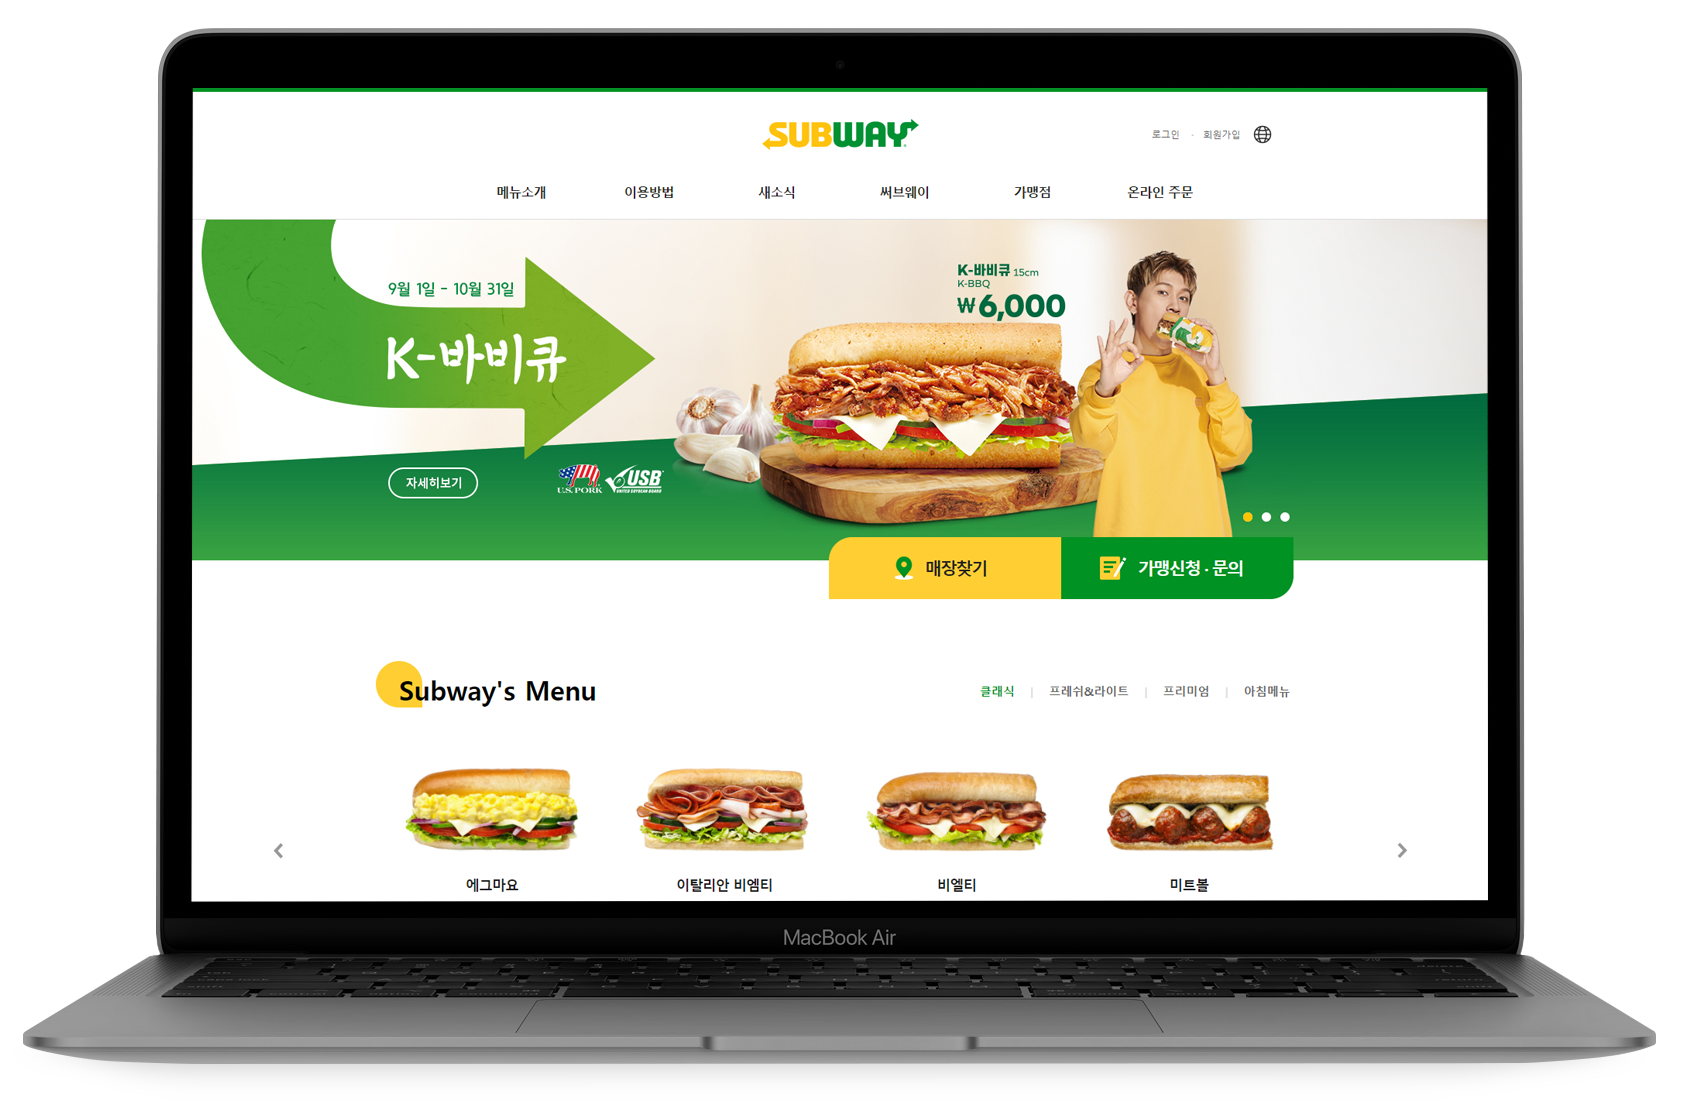 SUBWAY
로그인 · 회원가입
메뉴소개 이용방법 새소식 써브웨이 가맹점 온라인 주문
9월 1일 - 10월 31일
K-바비큐
자세히보기
U.S. PORK
USB
UNITED SOYBEAN BOARD
K-바비큐 15cm
K-BBQ
₩6,000
매장찾기
가맹신청 · 문의
Subway's Menu
클래식 | 프레쉬&라이트 | 프리미엄 | 아침메뉴
에그마요 이탈리안 비엠티 비엘티 미트볼
MacBook Air